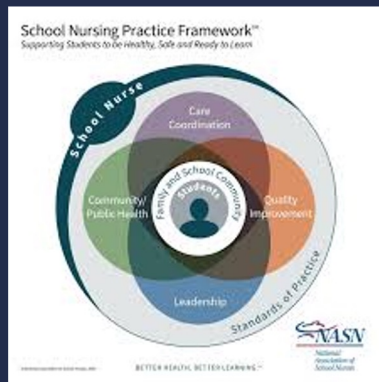 School Nursing Practice Framework™
Supporting Students to be Healthy, Safe and Ready to Learn
School Nurse
Care
Coordination
Family and School Community
Students
Community/
Public Health
Quality
Improvement
Leadership
Standards of Practice
NASN
National
Association of
School Nurses
BETTER HEALTH. BETTER LEARNING.™